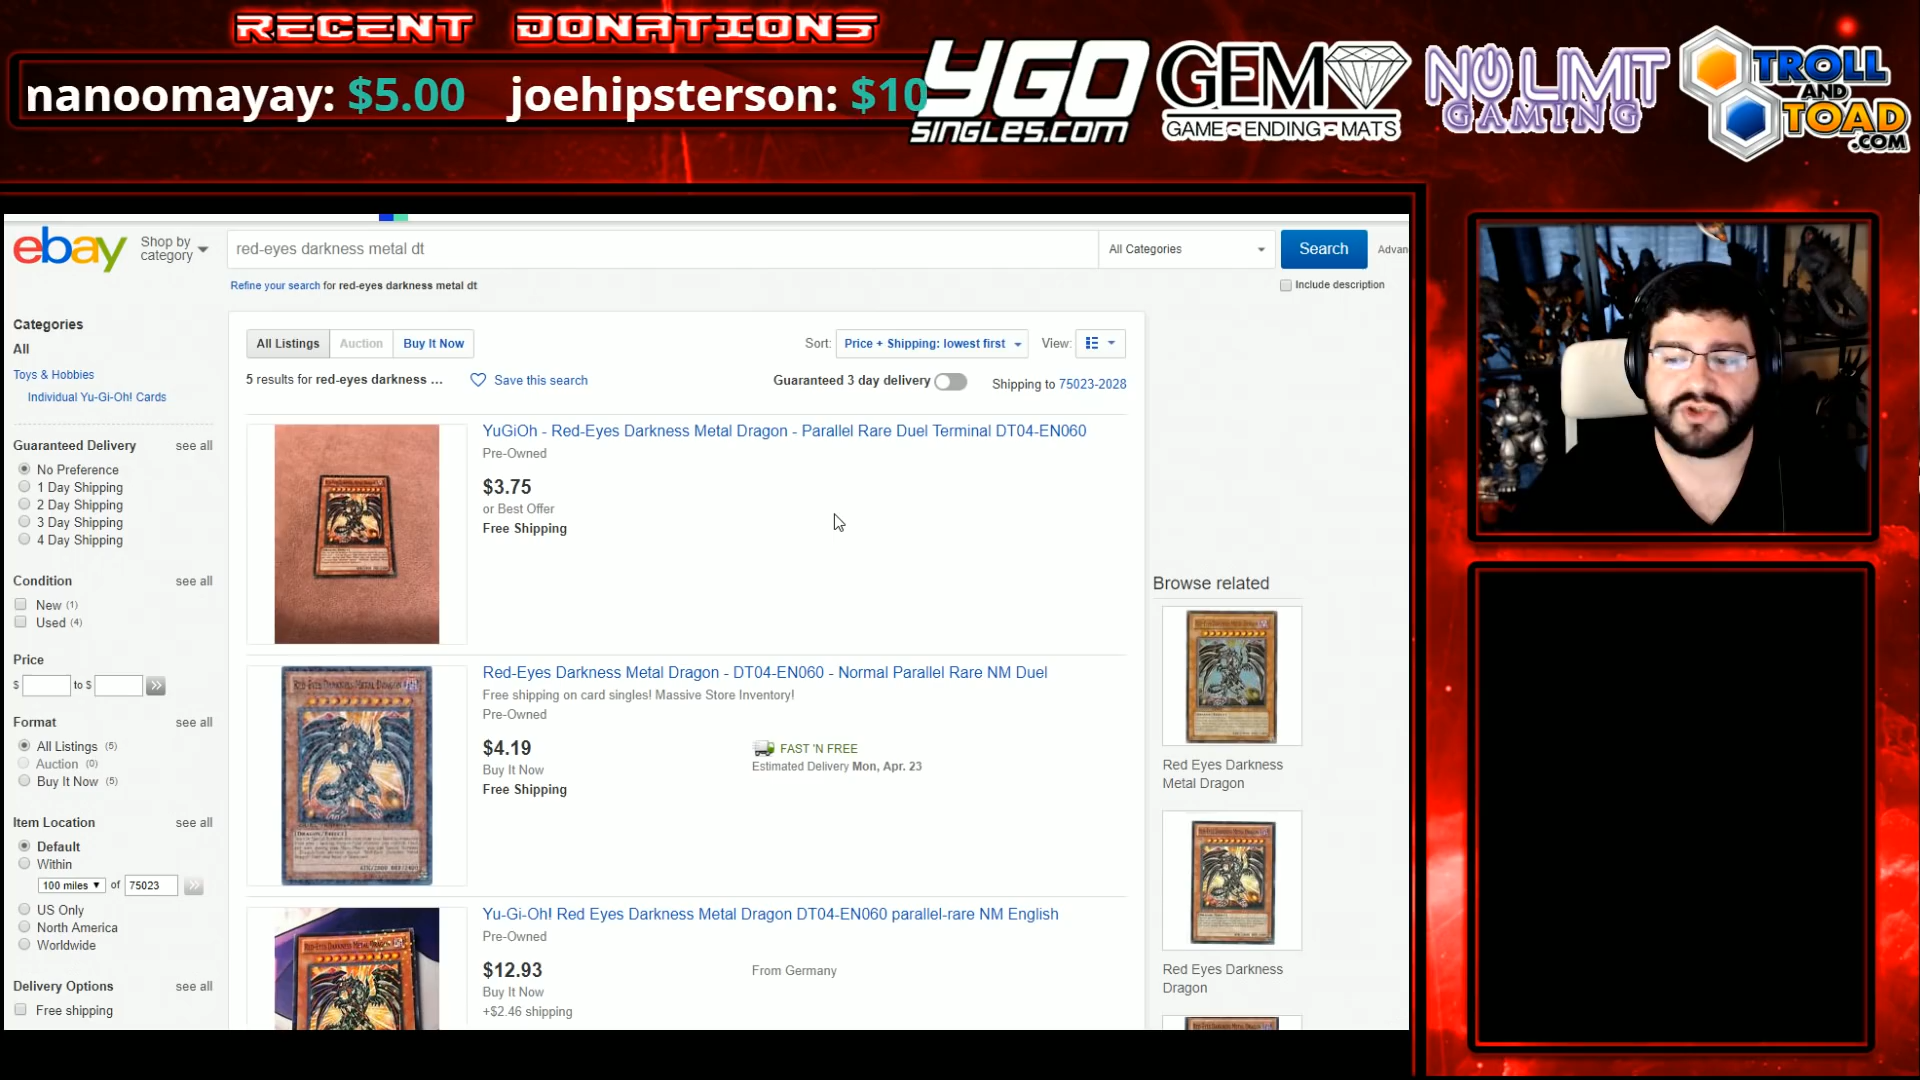 RECENT DONATIONS
nanoomayay: $5.00 joehipsterson: $10
YGO
SINGLES.COM
GEM
GAME-ENDING-MATS
NO LIMIT
GAMING
TROLL
AND
TOAD
.COM
ebay
Shop by
category
red-eyes darkness metal dt
All Categories
Search
Advan
Refine your search for red-eyes darkness metal dt
Include description
Categories
All
Toys & Hobbies
Individual Yu-Gi-Oh! Cards
Guaranteed Delivery see all
No Preference
1 Day Shipping
2 Day Shipping
3 Day Shipping
4 Day Shipping
Condition see all
New (1)
Used (4)
Price
$ to $
Format see all
All Listings (5)
Auction (0)
Buy It Now (5)
Item Location see all
Default
Within
100 miles of 75023
US Only
North America
Worldwide
Delivery Options see all
Free shipping
All Listings Auction Buy It Now
Sort: Price + Shipping: lowest first View:
5 results for red-eyes darkness ... Save this search
Guaranteed 3 day delivery Shipping to 75023-2028
YuGiOh - Red-Eyes Darkness Metal Dragon - Parallel Rare Duel Terminal DT04-EN060
Pre-Owned
$3.75
or Best Offer
Free Shipping
Red-Eyes Darkness Metal Dragon - DT04-EN060 - Normal Parallel Rare NM Duel
Free shipping on card singles! Massive Store Inventory!
Pre-Owned
$4.19
Buy It Now
Free Shipping
FAST 'N FREE
Estimated Delivery Mon, Apr. 23
Yu-Gi-Oh! Red Eyes Darkness Metal Dragon DT04-EN060 parallel-rare NM English
Pre-Owned
$12.93
Buy It Now
+$2.46 shipping
From Germany
Browse related
Red Eyes Darkness
Metal Dragon
Red Eyes Darkness
Dragon